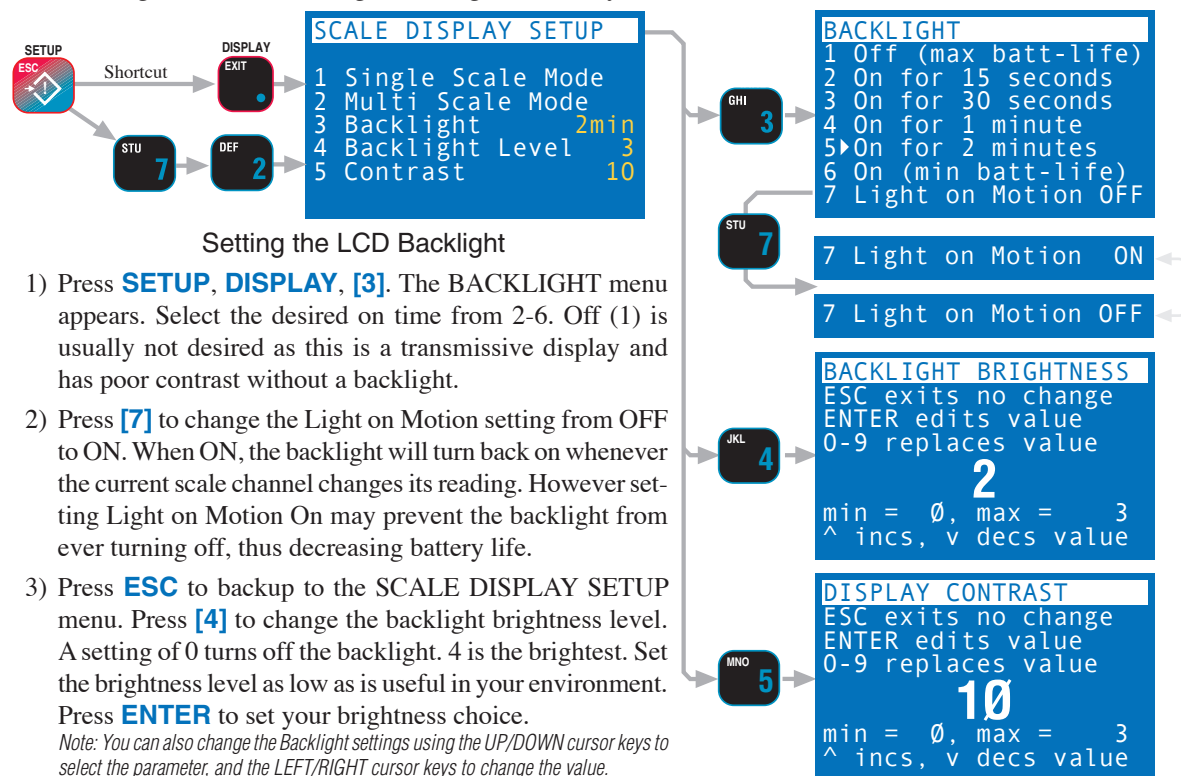 SETUP
ESC
Shortcut
DISPLAY
EXIT
STU
7
DEF
2
SCALE DISPLAY SETUP
1 Single Scale Mode
2 Multi Scale Mode
3 Backlight 2min
4 Backlight Level 3
5 Contrast 10
GHI
3
BACKLIGHT
1 Off (max batt-life)
2 On for 15 seconds
3 On for 30 seconds
4 On for 1 minute
5 On for 2 minutes
6 On (min batt-life)
7 Light on Motion OFF
STU
7
7 Light on Motion ON
7 Light on Motion OFF
Setting the LCD Backlight
1) Press SETUP, DISPLAY, [3]. The BACKLIGHT menu
appears. Select the desired on time from 2-6. Off (1) is
usually not desired as this is a transmissive display and
has poor contrast without a backlight.
2) Press [7] to change the Light on Motion setting from OFF
to ON. When ON, the backlight will turn back on whenever
the current scale channel changes its reading. However set-
ting Light on Motion On may prevent the backlight from
ever turning off, thus decreasing battery life.
3) Press ESC to backup to the SCALE DISPLAY SETUP
menu. Press [4] to change the backlight brightness level.
A setting of 0 turns off the backlight. 4 is the brightest. Set
the brightness level as low as is useful in your environment.
Press ENTER to set your brightness choice.
Note: You can also change the Backlight settings using the UP/DOWN cursor keys to
select the parameter, and the LEFT/RIGHT cursor keys to change the value.
JKL
4
BACKLIGHT BRIGHTNESS
ESC exits no change
ENTER edits value
0-9 replaces value
2
min = Ø, max = 3
^ incs, v decs value
MNO
5
DISPLAY CONTRAST
ESC exits no change
ENTER edits value
0-9 replaces value
1Ø
min = Ø, max = 3
^ incs, v decs value